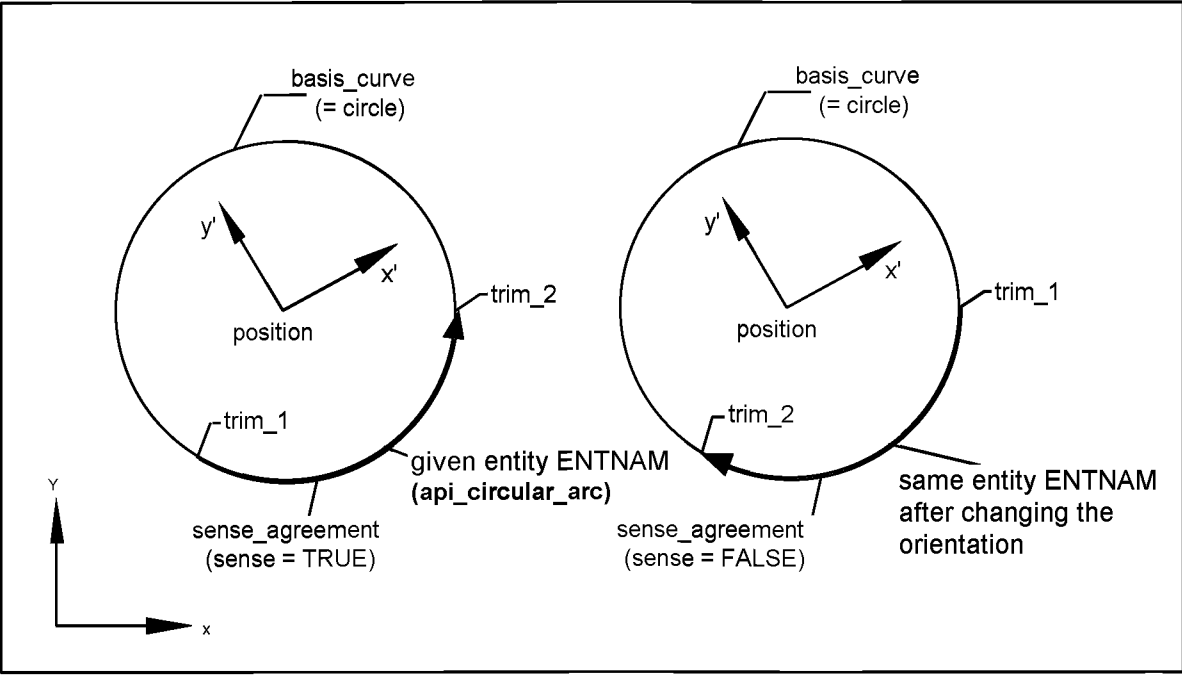 basis_curve
(= circle)
y'
x'
trim_2
position
trim_1
given entity ENTNAM
(api_circular_arc)
sense_agreement
(sense = TRUE)
Y
x
basis_curve
(= circle)
y'
x'
trim_1
position
trim_2
same entity ENTNAM
after changing the
orientation
sense_agreement
(sense = FALSE)